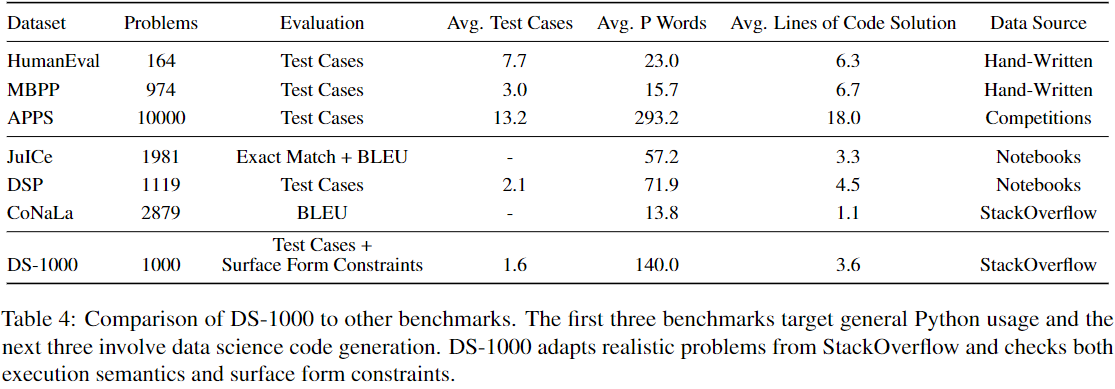 Dataset Problems Evaluation Avg. Test Cases Avg. P Words Avg. Lines of Code Solution Data Source
HumanEval 164 Test Cases 7.7 23.0 6.3 Hand-Written
MBPP 974 Test Cases 3.0 15.7 6.7 Hand-Written
APPS 10000 Test Cases 13.2 293.2 18.0 Competitions
JuICe 1981 Exact Match + BLEU - 57.2 3.3 Notebooks
DSP 1119 Test Cases 2.1 71.9 4.5 Notebooks
CoNaLa 2879 BLEU - 13.8 1.1 StackOverflow
Test Cases +
DS-1000 1000 Surface Form Constraints 1.6 140.0 3.6 StackOverflow
Table 4: Comparison of DS-1000 to other benchmarks. The first three benchmarks target general Python usage and the
next three involve data science code generation. DS-1000 adapts realistic problems from StackOverflow and checks both
execution semantics and surface form constraints.